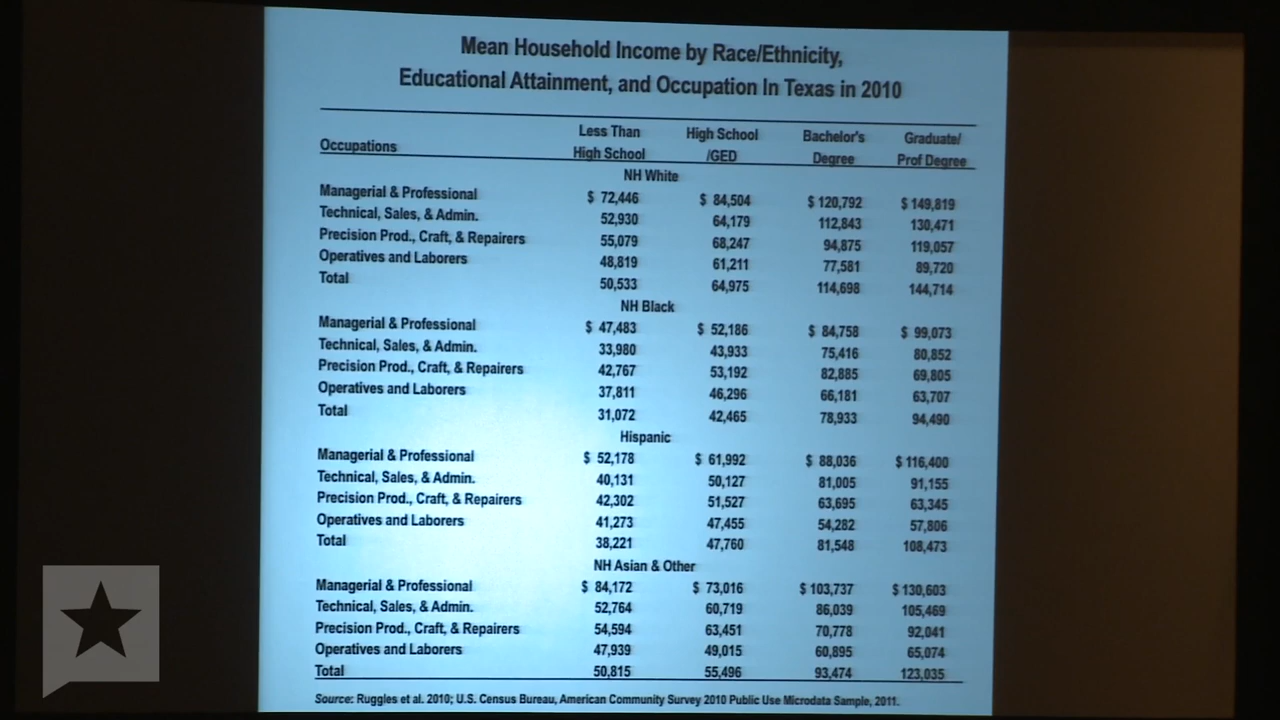 Mean Household Income by Race/Ethnicity,
Educational Attainment, and Occupation In Texas in 2010
Occupations Less Than High School High School /GED Bachelor's Degree Graduate/ Prof Degree
NH White
Managerial & Professional $ 72,446 $ 84,504 $ 120,792 $ 149,819
Technical, Sales, & Admin. 52,930 64,179 112,843 130,471
Precision Prod., Craft, & Repairers 55,079 68,247 94,875 119,057
Operatives and Laborers 48,819 61,211 77,581 89,720
Total 50,533 64,975 114,698 144,714
NH Black
Managerial & Professional $ 47,483 $ 52,186 $ 84,758 $ 99,073
Technical, Sales, & Admin. 33,980 43,933 75,416 80,852
Precision Prod., Craft, & Repairers 42,767 53,192 82,885 69,805
Operatives and Laborers 37,811 46,296 66,181 63,707
Total 31,072 42,465 78,933 94,490
Hispanic
Managerial & Professional $ 52,178 $ 61,992 $ 88,036 $ 116,400
Technical, Sales, & Admin. 40,131 50,127 81,005 91,155
Precision Prod., Craft, & Repairers 42,302 51,527 63,695 63,345
Operatives and Laborers 41,273 47,455 54,282 57,806
Total 38,221 47,760 81,548 108,473
NH Asian & Other
Managerial & Professional $ 84,172 $ 73,016 $ 103,737 $ 130,603
Technical, Sales, & Admin. 52,764 60,719 86,039 105,469
Precision Prod., Craft, & Repairers 54,594 63,451 70,778 92,041
Operatives and Laborers 47,939 49,015 60,895 65,074
Total 50,815 55,496 93,474 123,035
Source: Ruggles et al. 2010; U.S. Census Bureau, American Community Survey 2010 Public Use Microdata Sample, 2011.